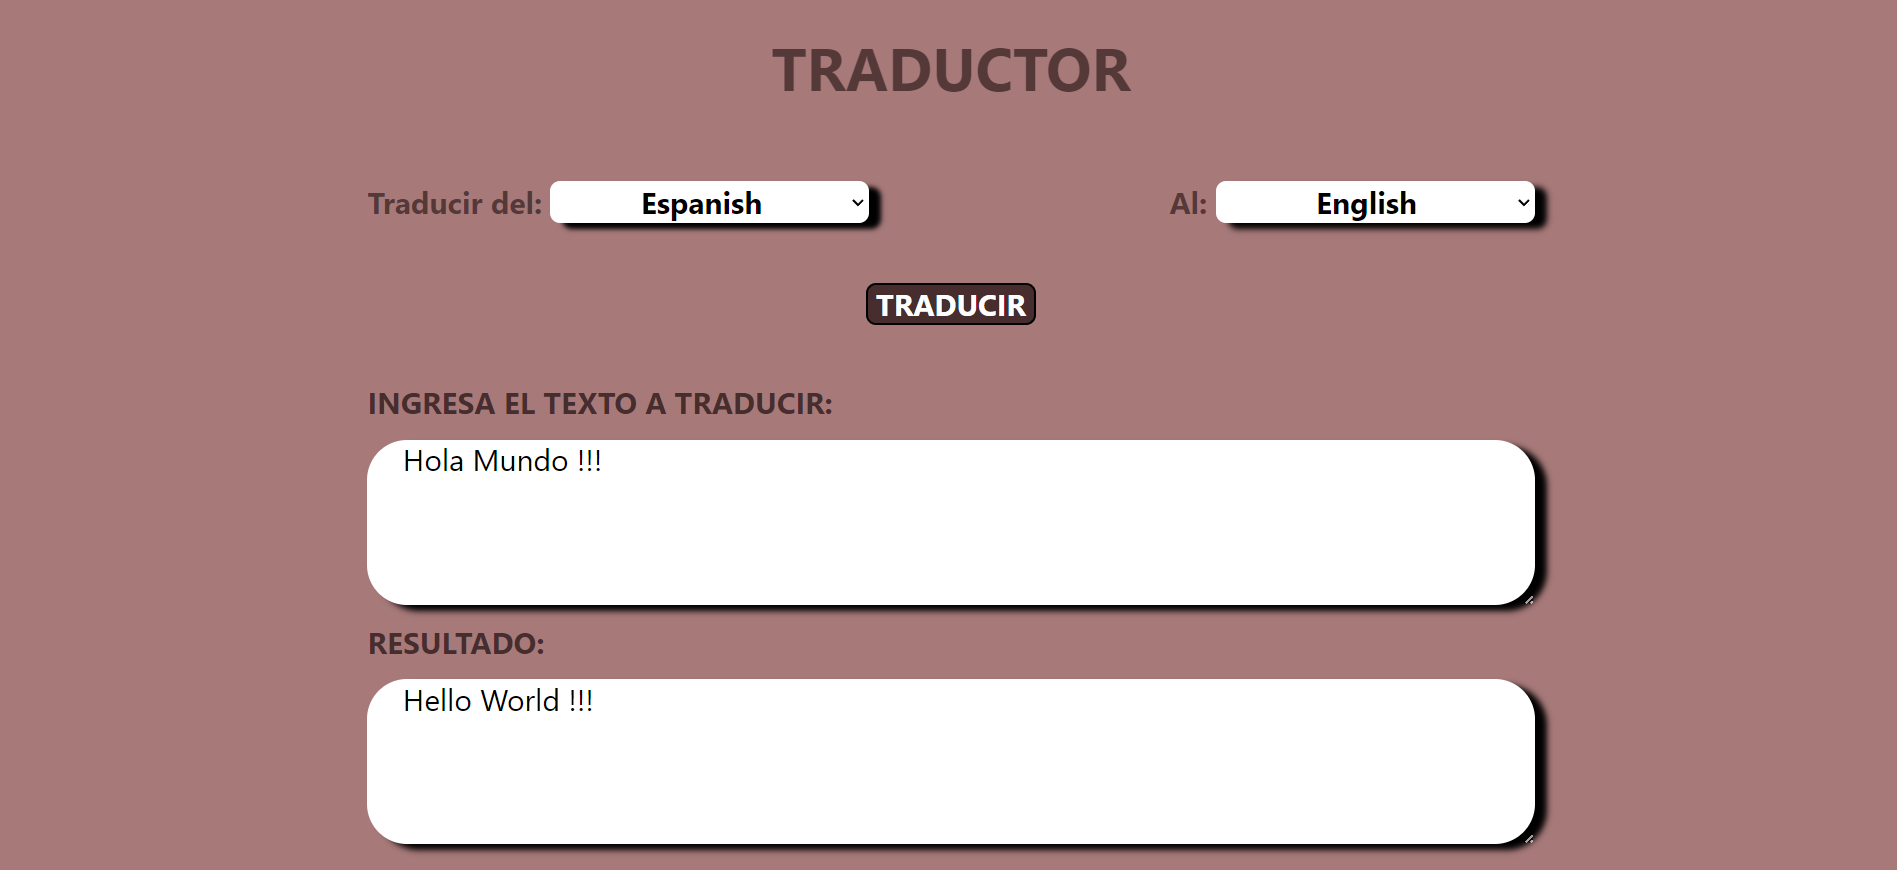 TRADUCTOR
Traducir del: Espanish Al: English
TRADUCIR
INGRESA EL TEXTO A TRADUCIR:
Hola Mundo !!!
RESULTADO:
Hello World !!!